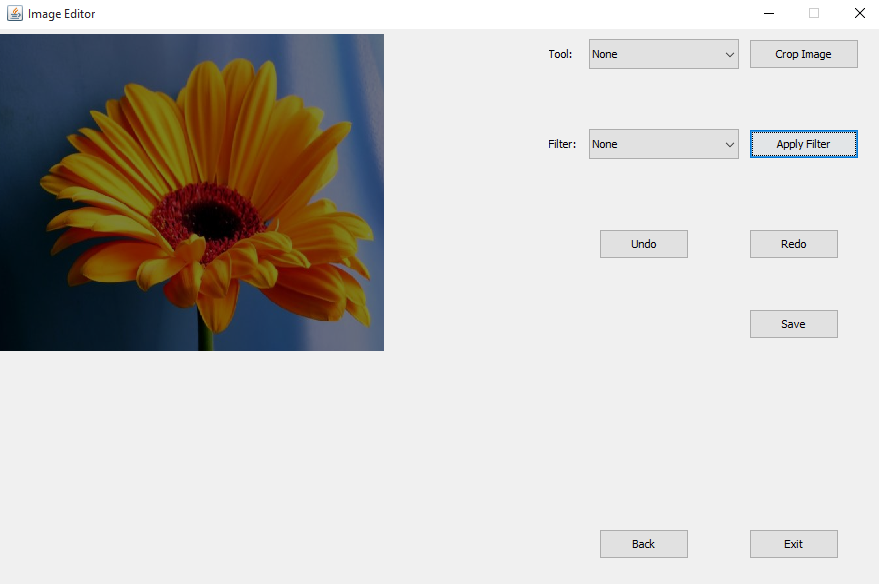 Image Editor
Tool: None Crop Image
Filter: None Apply Filter
Undo Redo
Save
Back Exit